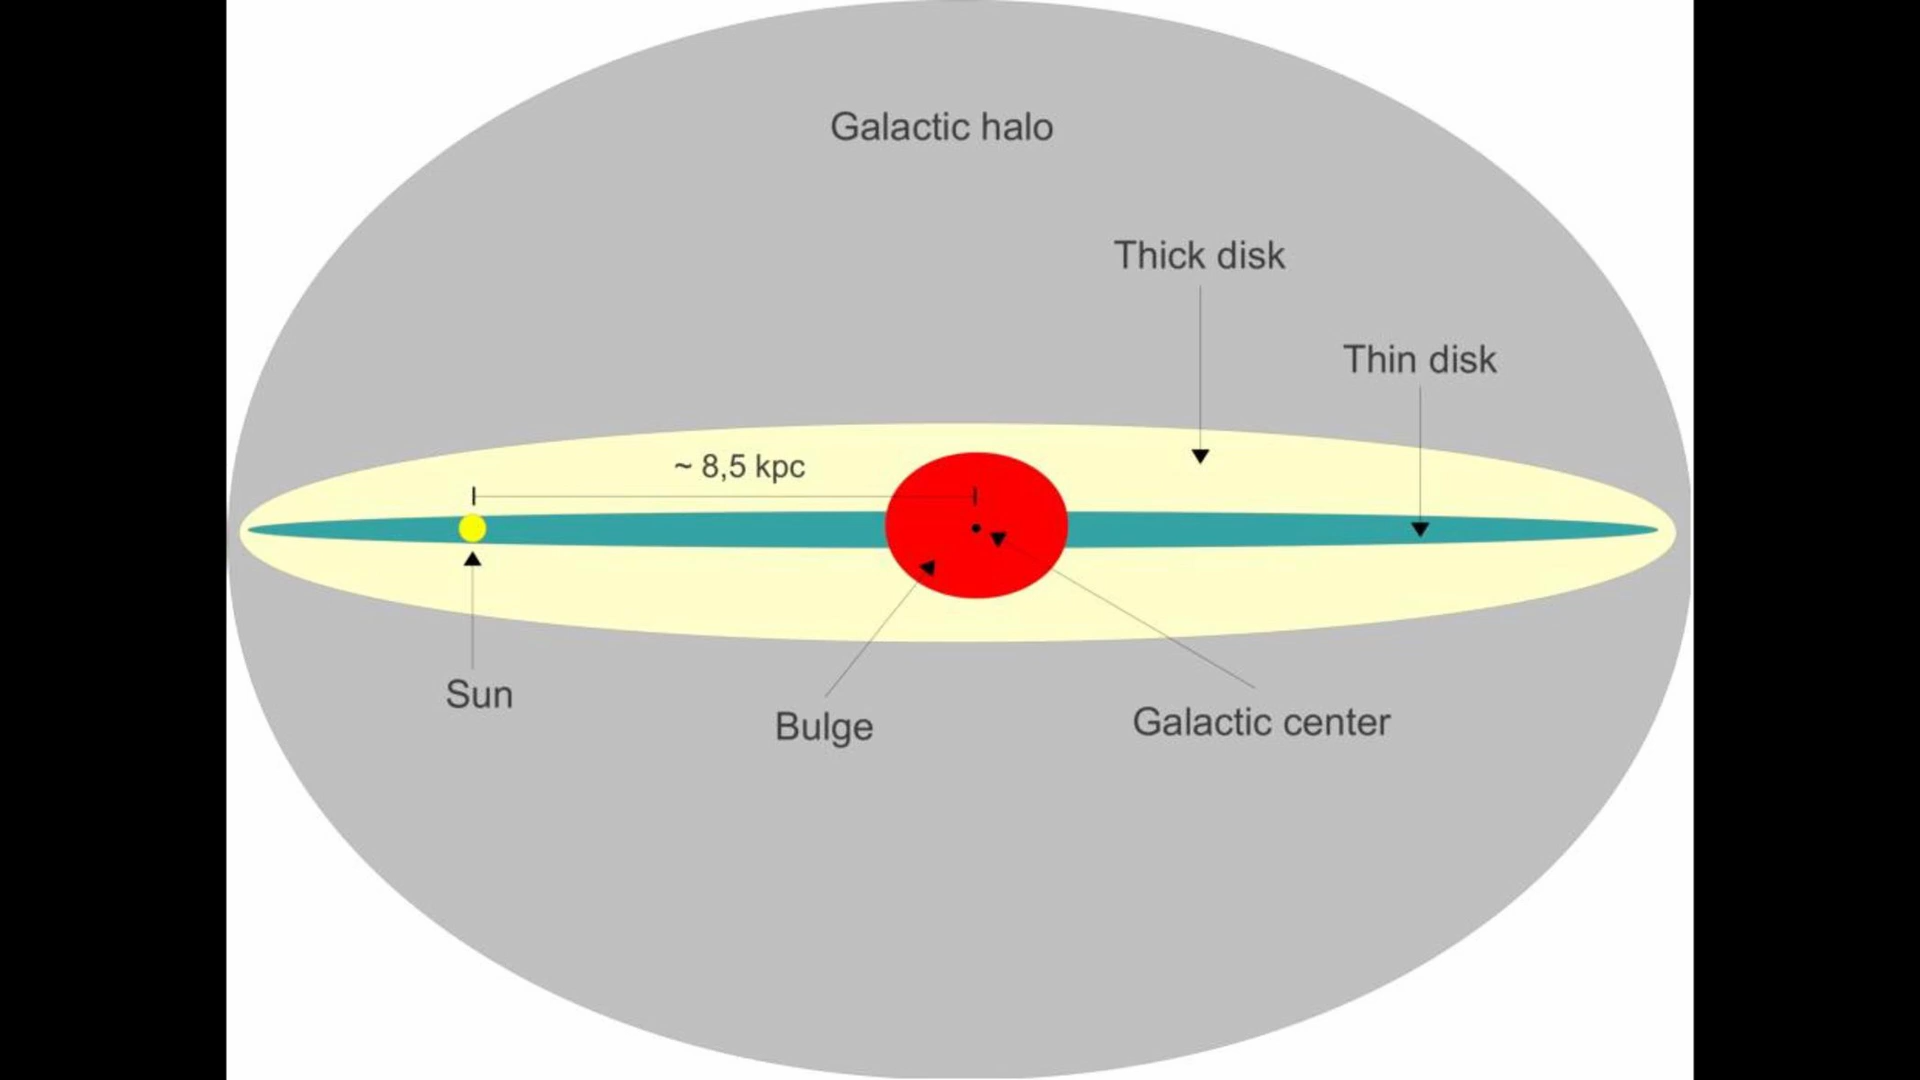 Galactic halo
Thick disk
Thin disk
~ 8,5 kpc
Sun
Bulge
Galactic center